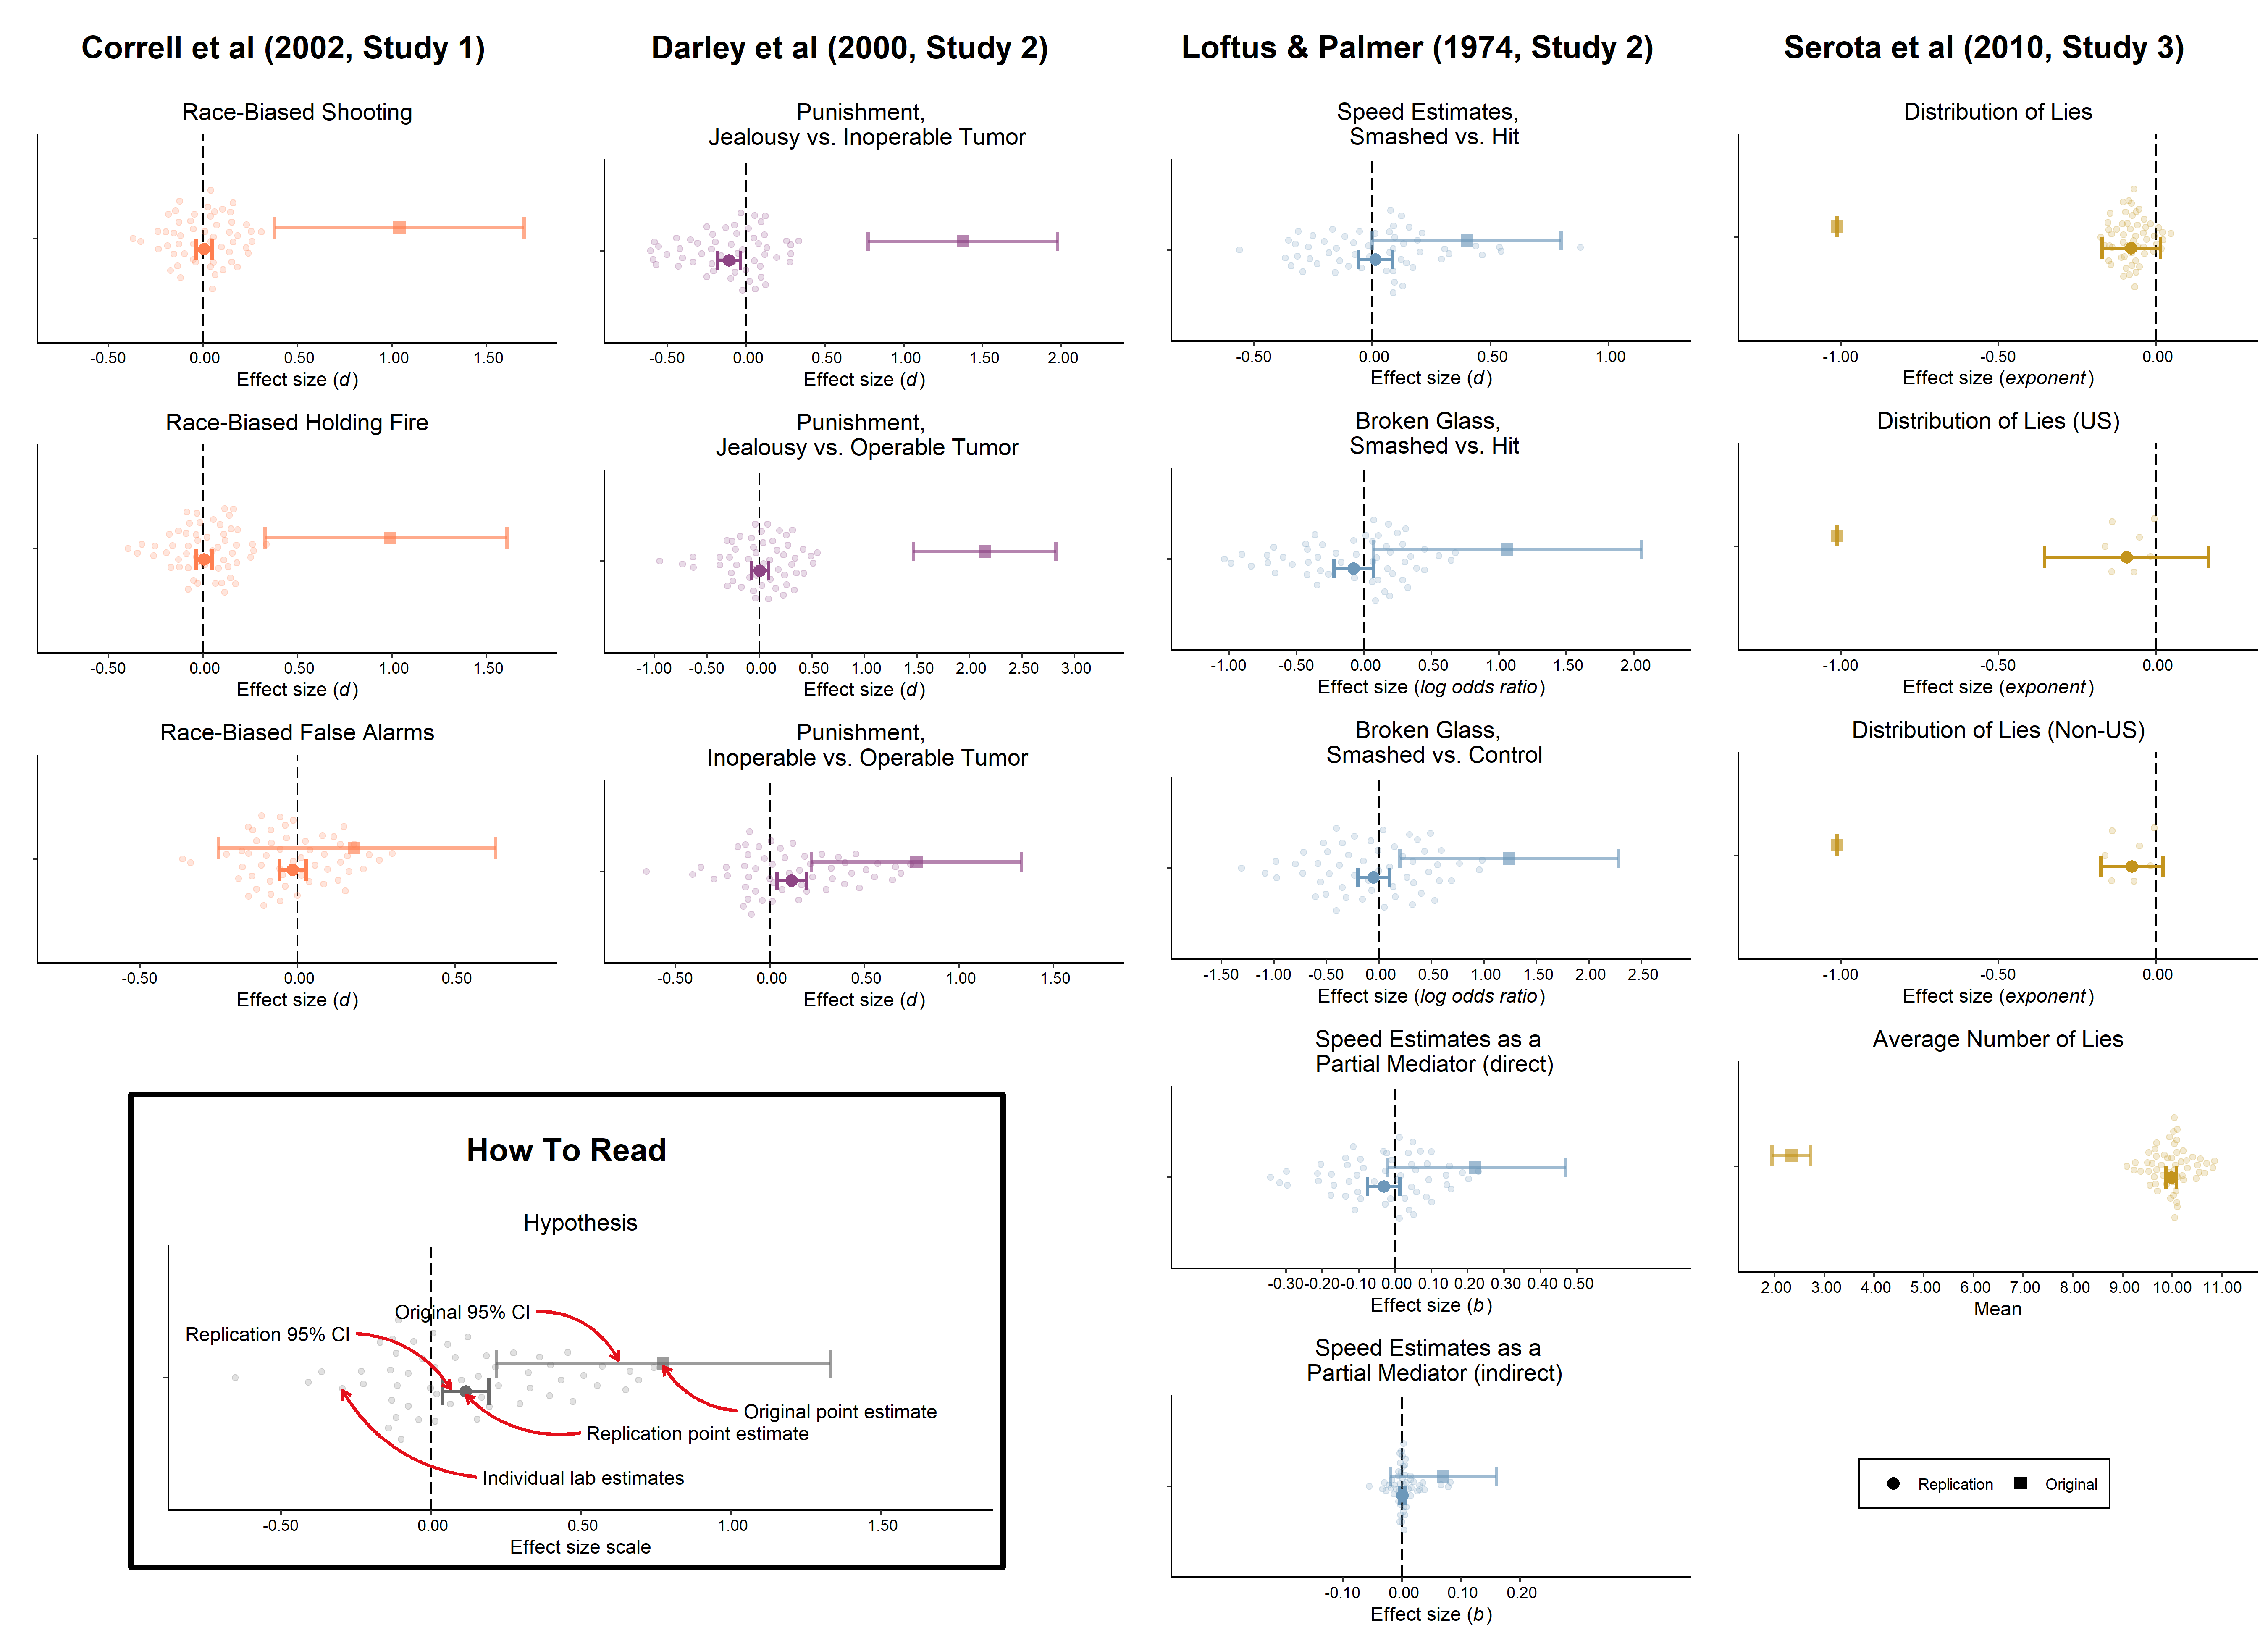 Correll et al (2002, Study 1)
Race-Biased Shooting
-0.50 0.00 0.50 1.00 1.50
Effect size (d)
Race-Biased Holding Fire
-0.50 0.00 0.50 1.00 1.50
Effect size (d)
Race-Biased False Alarms
-0.50 0.00 0.50
Effect size (d)
Darley et al (2000, Study 2)
Punishment,
Jealousy vs. Inoperable Tumor
-0.50 0.00 0.50 1.00 1.50 2.00
Effect size (d)
Punishment,
Jealousy vs. Operable Tumor
-1.00 -0.50 0.00 0.50 1.00 1.50 2.00 2.50 3.00
Effect size (d)
Punishment,
Inoperable vs. Operable Tumor
-0.50 0.00 0.50 1.00 1.50
Effect size (d)
Loftus & Palmer (1974, Study 2)
Speed Estimates,
Smashed vs. Hit
-0.50 0.00 0.50 1.00
Effect size (d)
Broken Glass,
Smashed vs. Hit
-1.00 -0.50 0.00 0.50 1.00 1.50 2.00
Effect size (log odds ratio)
Broken Glass,
Smashed vs. Control
-1.50 -1.00 -0.50 0.00 0.50 1.00 1.50 2.00 2.50
Effect size (log odds ratio)
Speed Estimates as a
Partial Mediator (direct)
-0.30 -0.20 -0.10 0.00 0.10 0.20 0.30 0.40 0.50
Effect size (b)
Speed Estimates as a
Partial Mediator (indirect)
-0.10 0.00 0.10 0.20
Effect size (b)
Serota et al (2010, Study 3)
Distribution of Lies
-1.00 -0.50 0.00
Effect size (exponent)
Distribution of Lies (US)
-1.00 -0.50 0.00
Effect size (exponent)
Distribution of Lies (Non-US)
-1.00 -0.50 0.00
Effect size (exponent)
Average Number of Lies
2.00 3.00 4.00 5.00 6.00 7.00 8.00 9.00 10.00 11.00
Mean
Replication Original
How To Read
Hypothesis
Original 95% CI
Replication 95% CI
Original point estimate
Replication point estimate
Individual lab estimates
-0.50 0.00 0.50 1.00 1.50
Effect size scale